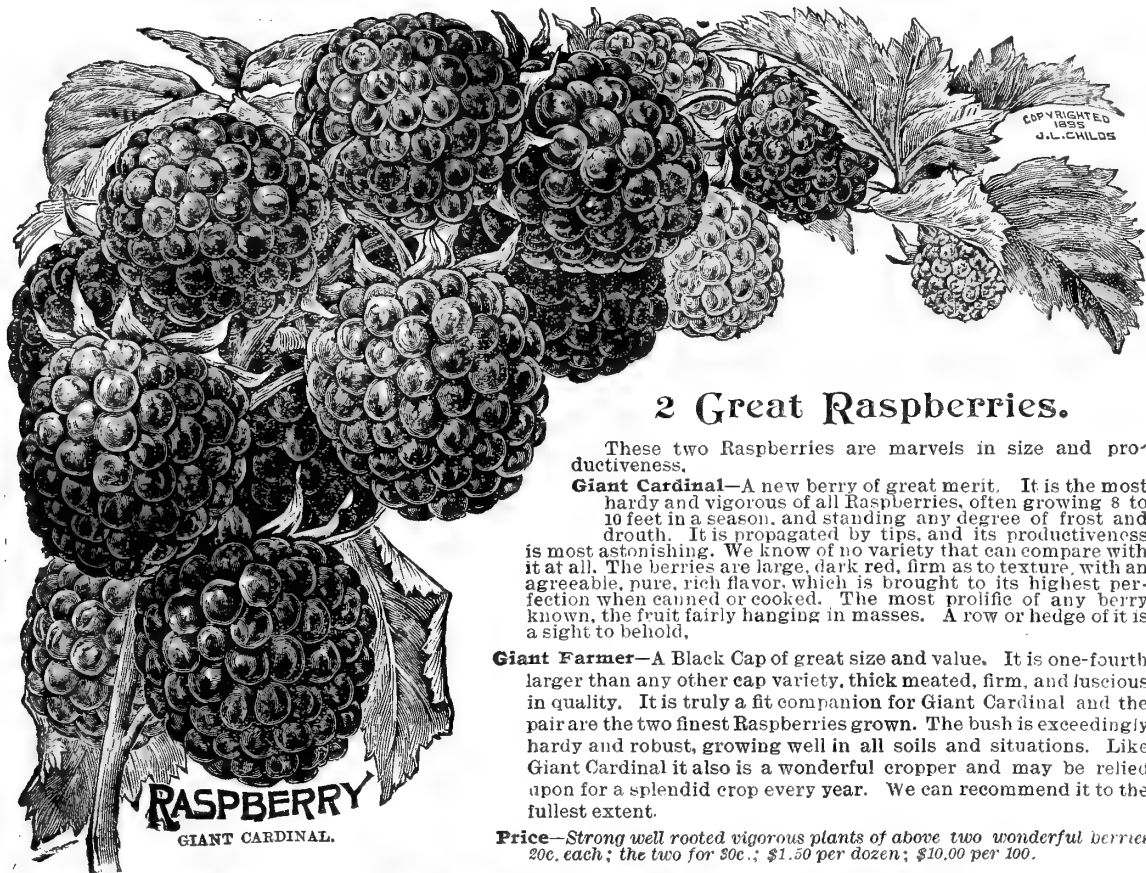 COPYRIGHTED
1895
J.L.CHILDS
2 Great Raspberries.
These two Raspberries are marvels in size and pro-
ductiveness.
Giant Cardinal—A new berry of great merit. It is the most
hardy and vigorous of all Raspberries, often growing 8 to
10 feet in a season, and standing any degree of frost and
drouth. It is propagated by tips, and its productiveness
is most astonishing. We know of no variety that can compare with
it at all. The berries are large, dark red, firm as to texture, with an
agreeable, pure, rich flavor, which is brought to its highest per-
fection when canned or cooked. The most prolific of any berry
known, the fruit fairly hanging in masses. A row or hedge of it is
a sight to behold,
Giant Farmer—A Black Cap of great size and value. It is one-fourth
larger than any other cap variety, thick meated, firm, and luscious
in quality. It is truly a fit companion for Giant Cardinal and the
pair are the two finest Raspberries grown. The bush is exceedingly
hardy and robust, growing well in all soils and situations. Like
Giant Cardinal it also is a wonderful cropper and may be relied
upon for a splendid crop every year. We can recommend it to the
fullest extent.
Price—Strong well rooted vigorous plants of above two wonderful berries
20c. each; the two for 30c.; $1.50 per dozen; $10.00 per 100.
RASPBERRY
GIANT CARDINAL.